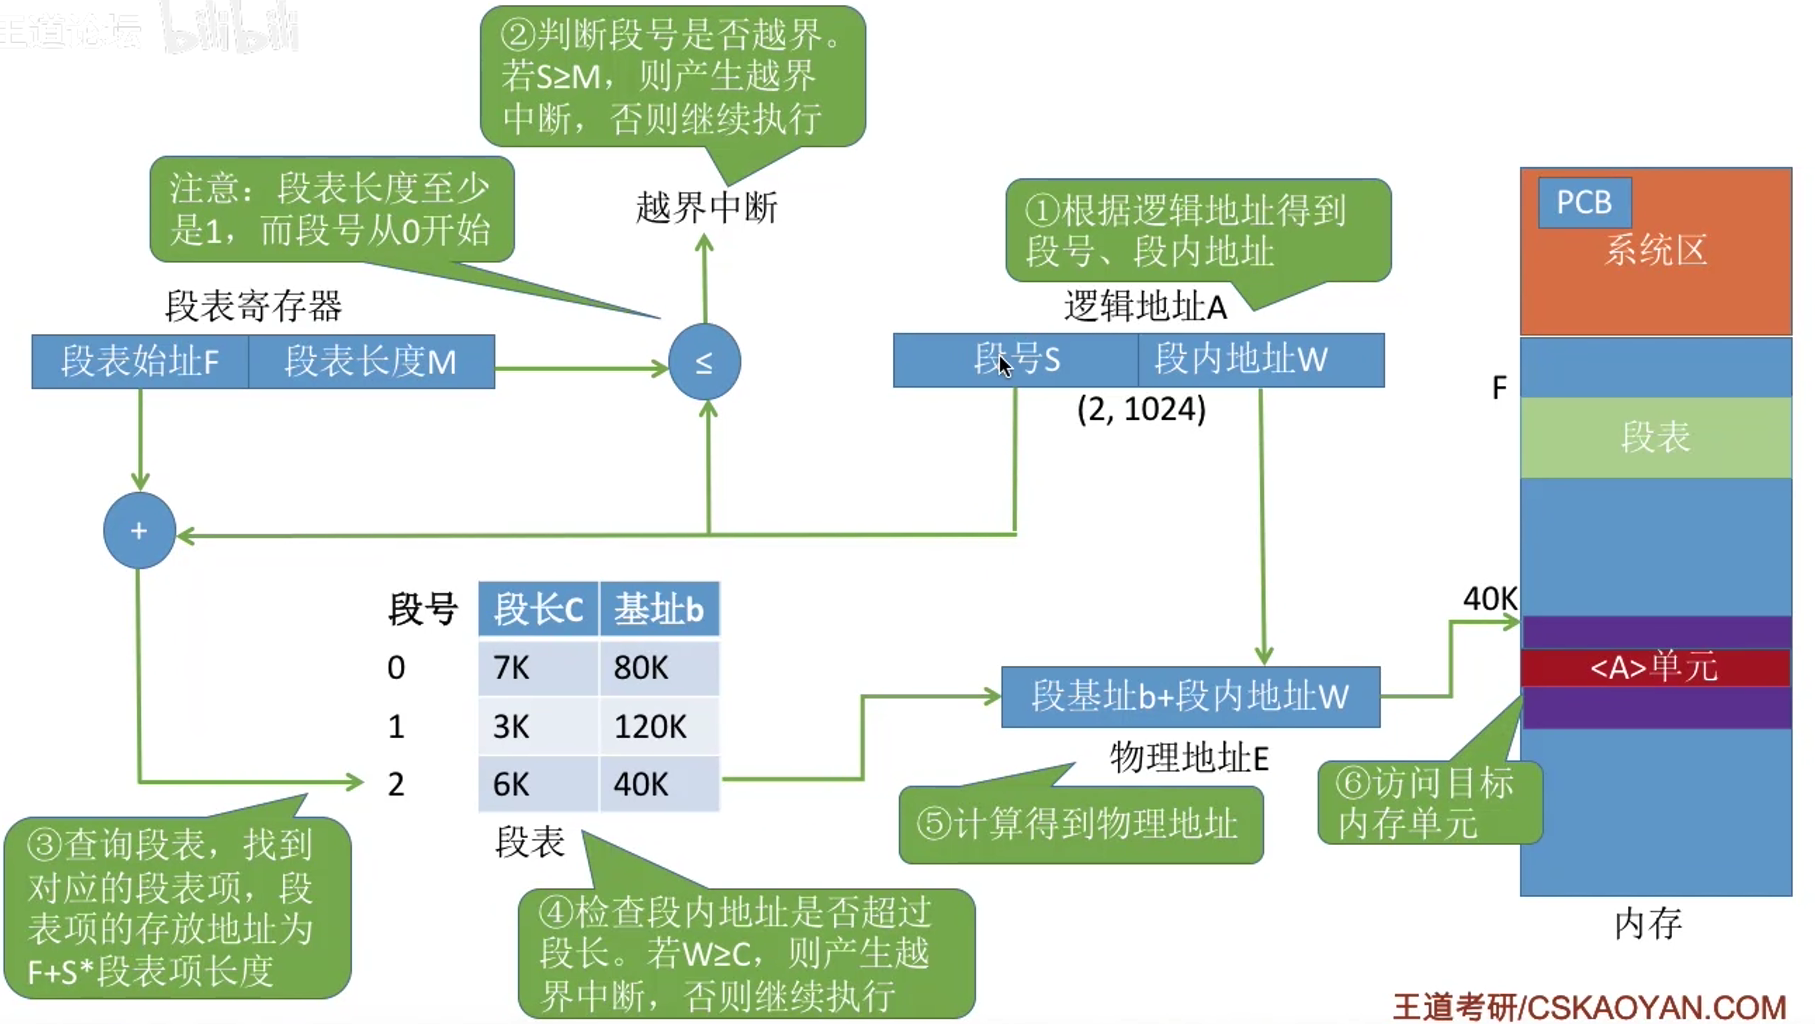 王道论坛 bilibili
②判断段号是否越界。
若S≥M，则产生越界
中断，否则继续执行
注意：段表长度至少
是1，而段号从0开始
越界中断
①根据逻辑地址得到
段号、段内地址
PCB
系统区
段表寄存器
逻辑地址A
段表始址F 段表长度M
≤
段号S 段内地址W
(2, 1024)
F
段表
+
段号 段长C 基址b
0 7K 80K
1 3K 120K
2 6K 40K
段表
40K
<A>单元
段基址b+段内地址W
物理地址E
③查询段表，找到
对应的段表项，段
表项的存放地址为
F+S*段表项长度
④检查段内地址是否超过
段长。若W≥C，则产生越
界中断，否则继续执行
⑤计算得到物理地址
⑥访问目标
内存单元
内存
王道考研/CSKAOYAN.COM